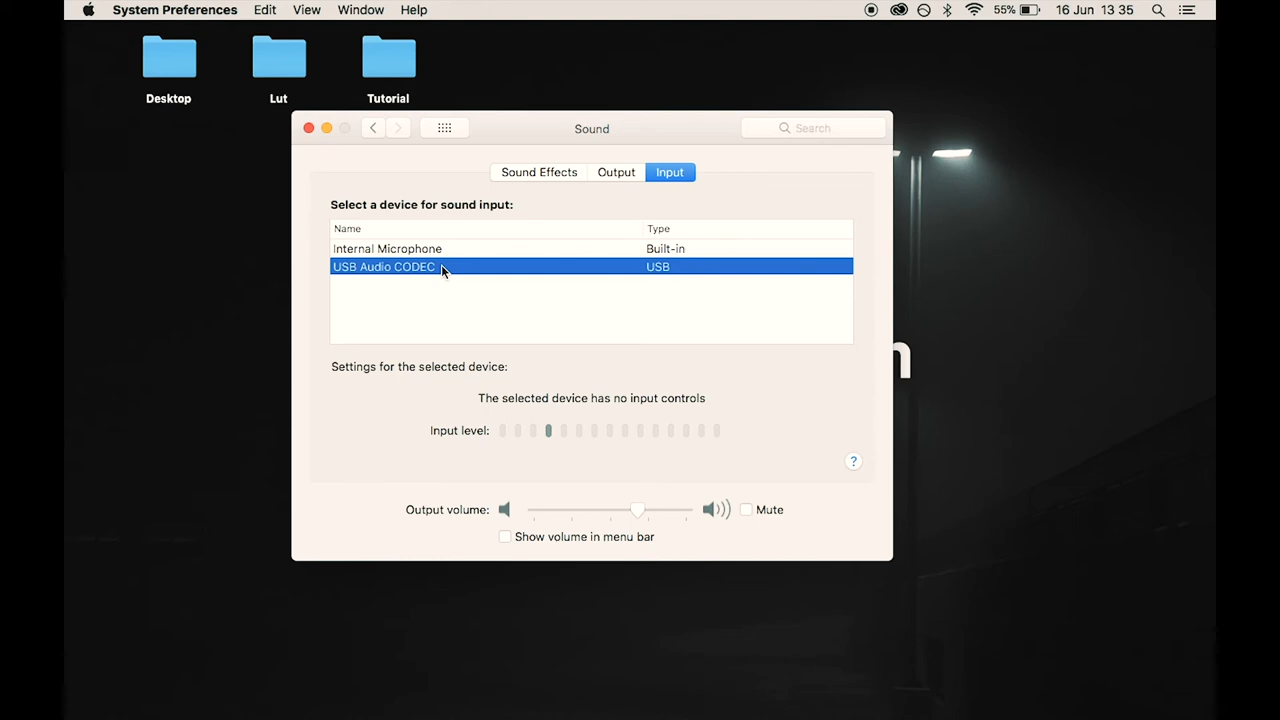 System Preferences Edit View Window Help 55% 16 Jun 13 35
Desktop Lut Tutorial
Sound
Search
Sound Effects Output Input
Select a device for sound input:
Name Type
Internal Microphone Built-in
USB Audio CODEC USB
n
Settings for the selected device:
The selected device has no input controls
Input level:
?
Output volume: Mute
Show volume in menu bar